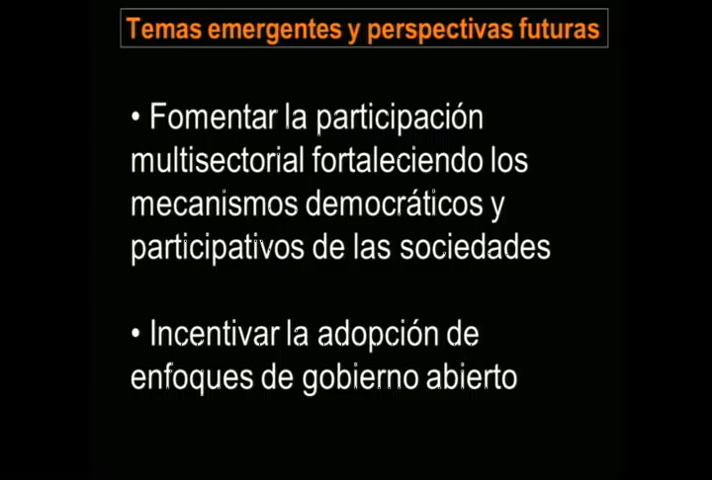 Temas emergentes y perspectivas futuras
• Fomentar la participación
multisectorial fortaleciendo los
mecanismos democráticos y
participativos de las sociedades
• Incentivar la adopción de
enfoques de gobierno abierto